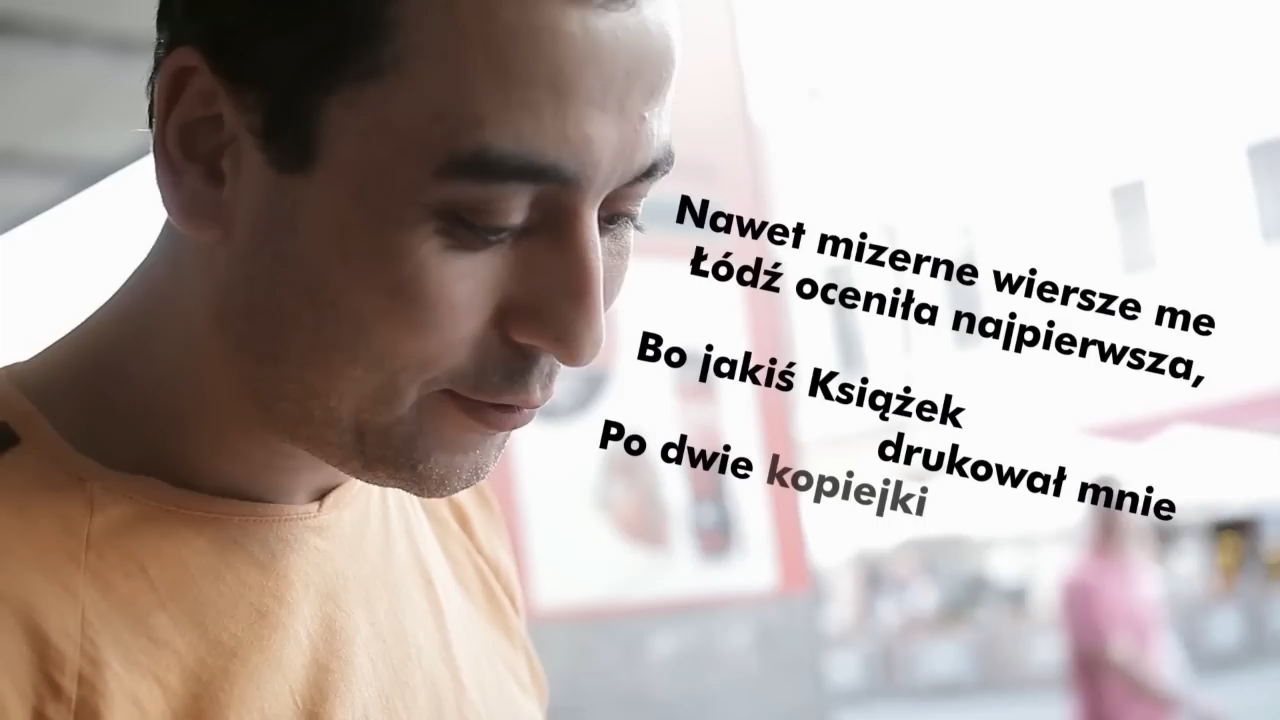 Nawet mizerne wiersze me
Łódź oceniła najpierwsza,
Bo jakiś Książek
drukował mnie
Po dwie kopiejki